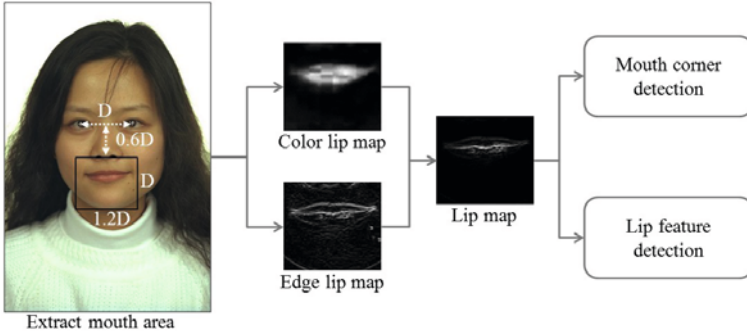 D
0.6D
D
1.2D
Extract mouth area
Color lip map
Edge lip map
Lip map
Mouth corner
detection
Lip feature
detection